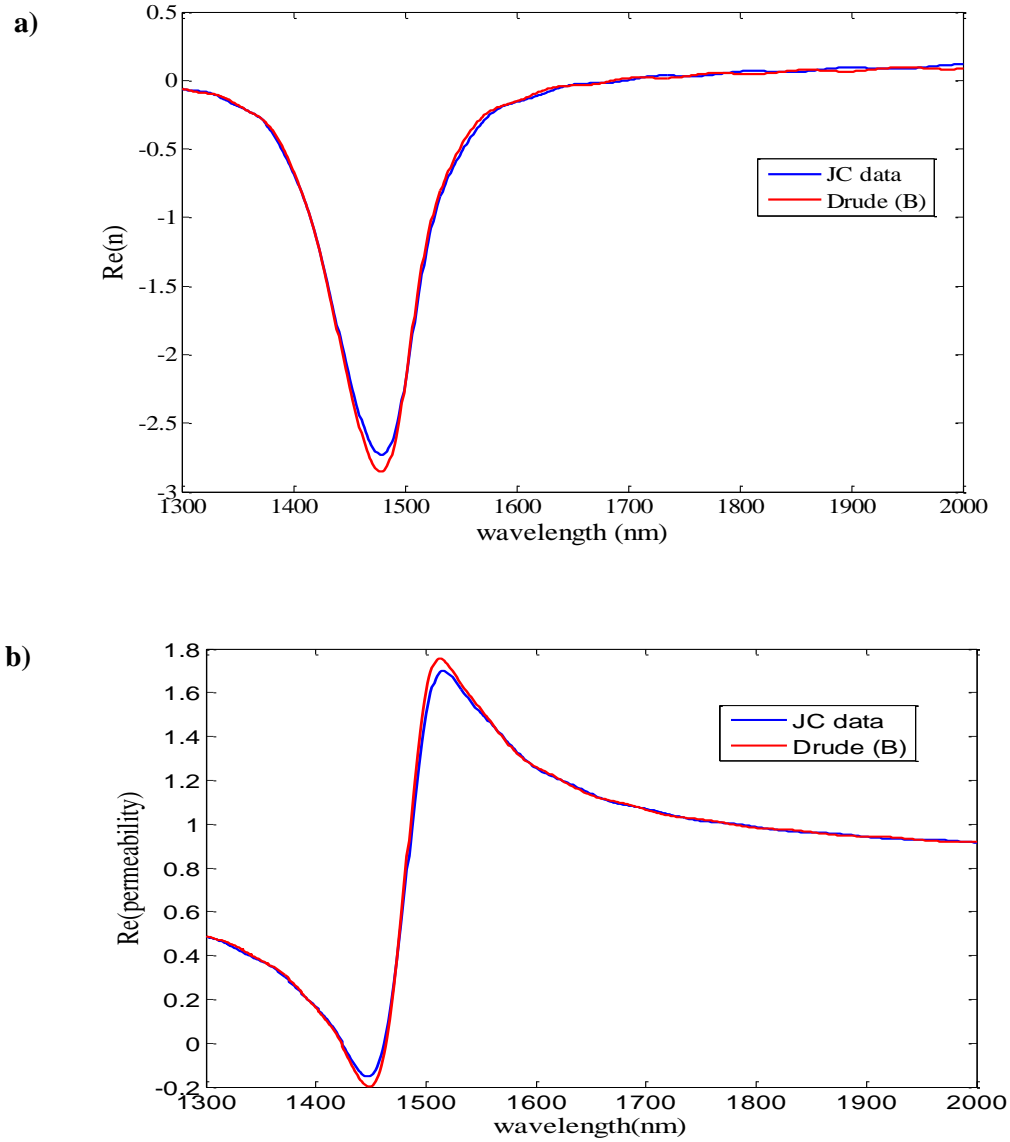 a)
0.5
0
-0.5
-1
-1.5
-2
-2.5
-3
Re(n)
JC data
Drude (B)
1300 1400 1500 1600 1700 1800 1900 2000
wavelength (nm)
b)
1.8
1.6
1.4
1.2
1
0.8
0.6
0.4
0.2
0
-0.2
Re(permeability)
JC data
Drude (B)
1300 1400 1500 1600 1700 1800 1900 2000
wavelength(nm)